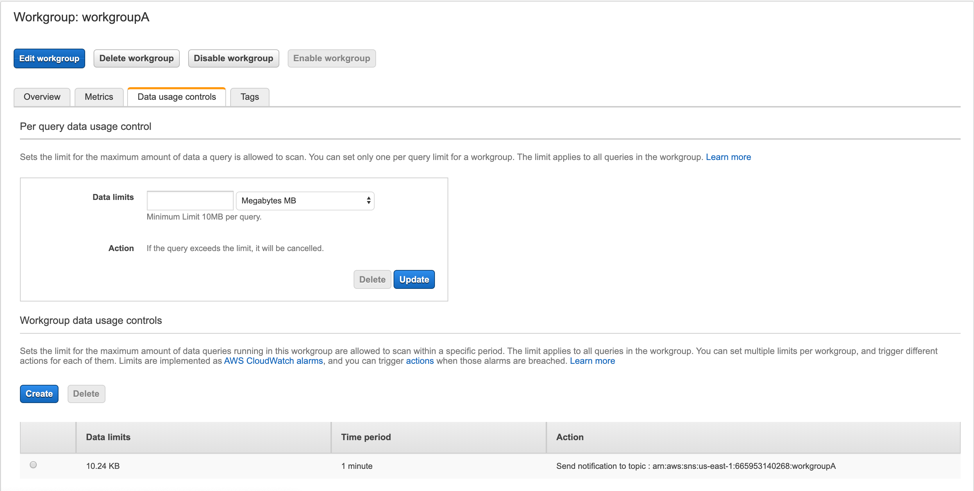 Workgroup: workgroupA
Edit workgroup Delete workgroup Disable workgroup Enable workgroup
Overview Metrics Data usage controls Tags
Per query data usage control
Sets the limit for the maximum amount of data a query is allowed to scan. You can set only one per query limit for a workgroup. The limit applies to all queries in the workgroup. Learn more
Data limits Megabytes MB
Minimum Limit 10MB per query.
Action If the query exceeds the limit, it will be cancelled.
Delete Update
Workgroup data usage controls
Sets the limit for the maximum amount of data queries running in this workgroup are allowed to scan within a specific period. The limit applies to all queries in the workgroup. You can set multiple limits per workgroup, and trigger different
actions for each of them. Limits are implemented as AWS CloudWatch alarms, and you can trigger actions when those alarms are breached. Learn more
Create Delete
Data limits Time period Action
10.24 KB 1 minute Send notification to topic : arn:aws:sns:us-east-1:665953140268:workgroupA